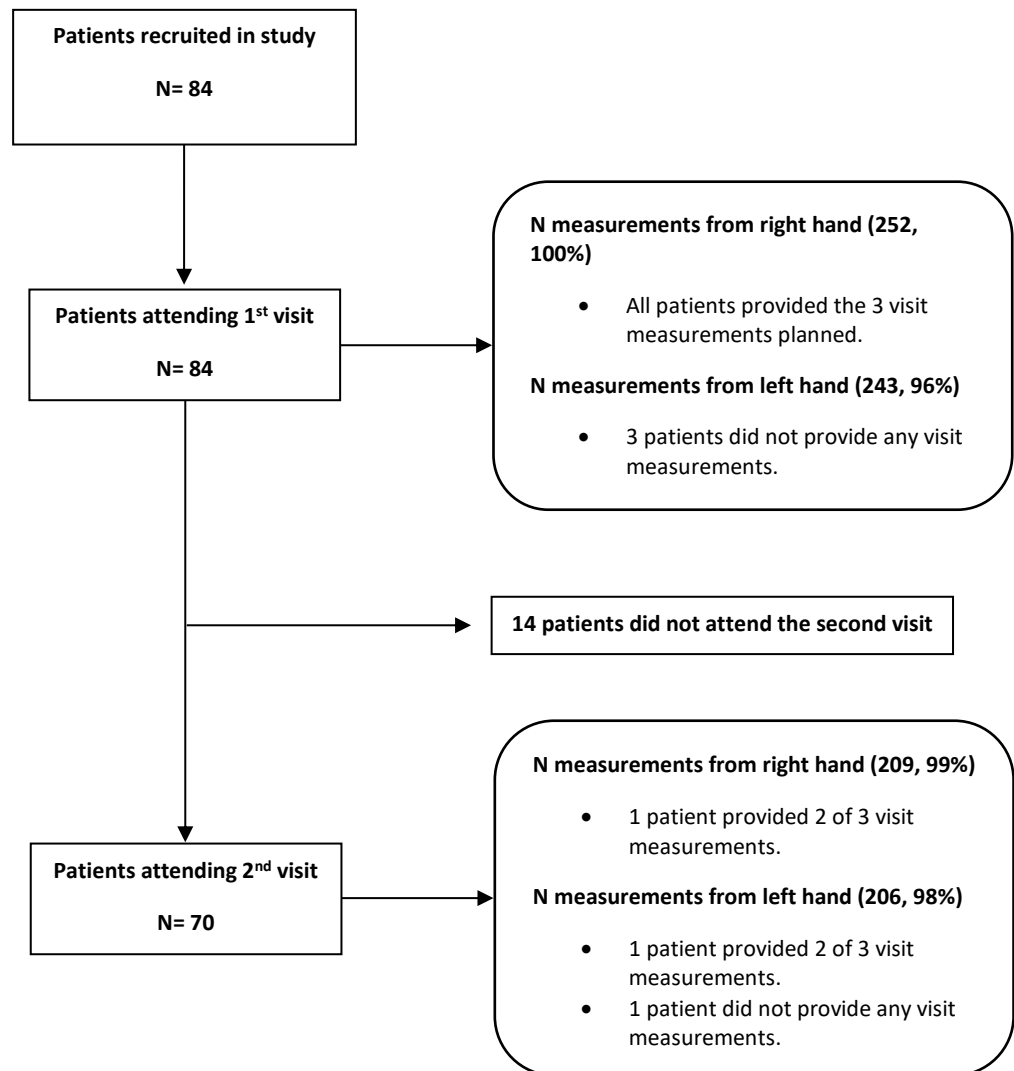 Patients recruited in study
N= 84
N measurements from right hand (252,
100%)
• All patients provided the 3 visit
measurements planned.
N measurements from left hand (243, 96%)
• 3 patients did not provide any visit
measurements.
Patients attending 1st visit
N= 84
14 patients did not attend the second visit
N measurements from right hand (209, 99%)
• 1 patient provided 2 of 3 visit
measurements.
N measurements from left hand (206, 98%)
• 1 patient provided 2 of 3 visit
measurements.
• 1 patient did not provide any visit
measurements.
Patients attending 2nd visit
N= 70